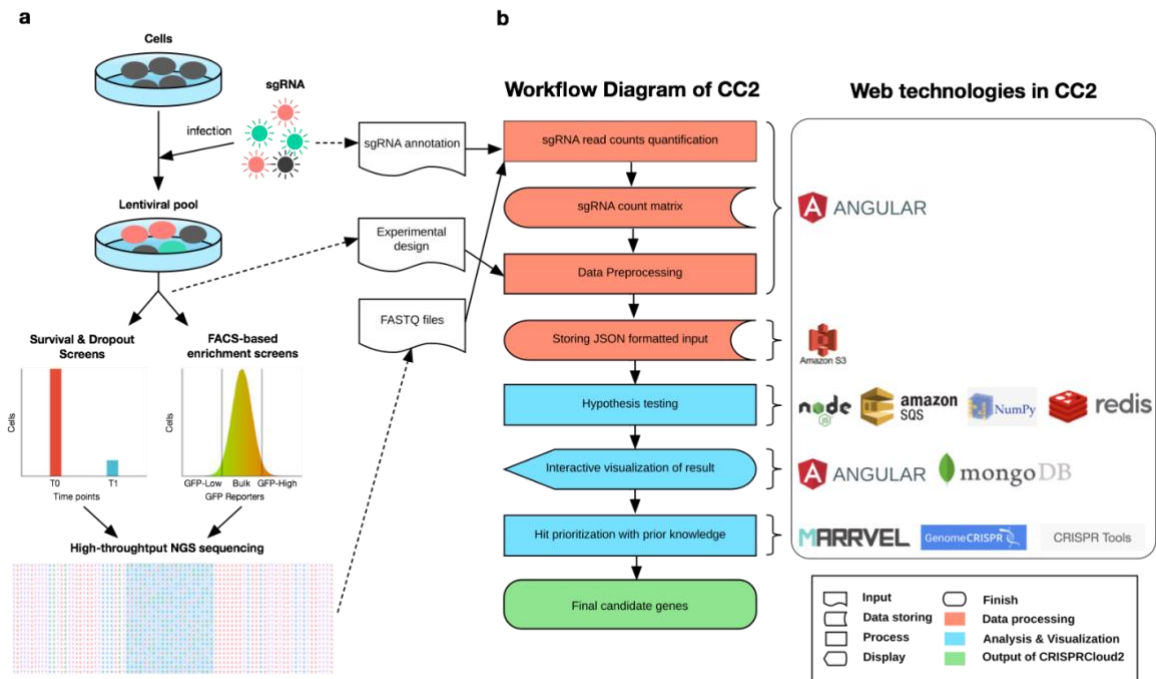 a
Cells
sgRNA
infection
Lentiviral pool
Survival & Dropout
Screens
FACS-based
enrichment screens
Cells
T0
T1
Time points
Cells
GFP-Low
Bulk
GFP-High
GFP Reporters
High-throughtput NGS sequencing
sgRNA annotation
Experimental
design
FASTQ files
b
Workflow Diagram of CC2
sgRNA read counts quantification
sgRNA count matrix
Data Preprocessing
Storing JSON formatted input
Hypothesis testing
Interactive visualization of result
Hit prioritization with prior knowledge
Final candidate genes
Web technologies in CC2
A ANGULAR
Amazon S3
node
JS
amazon
SQS
NumPy
redis
A ANGULAR
mongoDB
MARRVEL
GenomeCRISPR
CRISPR Tools
Input
Data storing
Process
Display
Finish
Data processing
Analysis & Visualization
Output of CRISPRCloud2